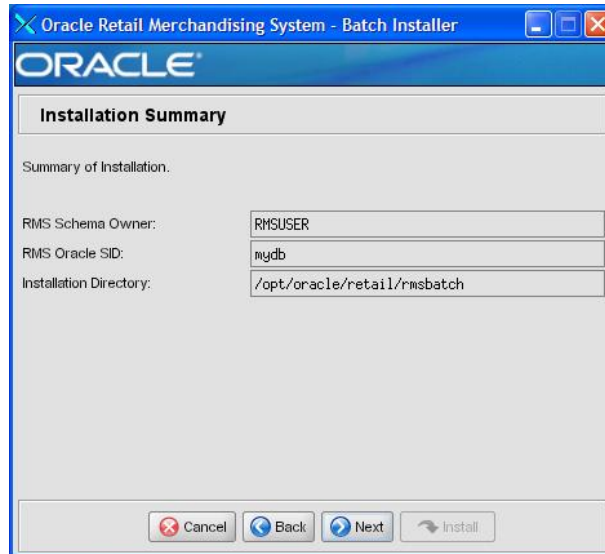 Oracle Retail Merchandising System - Batch Installer
ORACLE®
Installation Summary
Summary of Installation.
RMS Schema Owner: RMSUSER
RMS Oracle SID: mydb
Installation Directory: /opt/oracle/retail/rmsbatch
Cancel Back Next Install